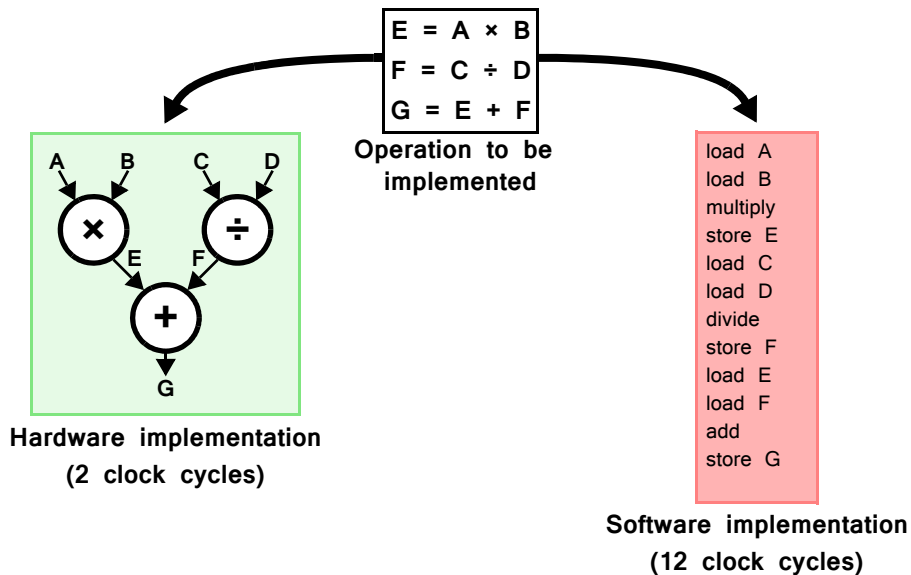 E = A × B
F = C ÷ D
G = E + F
Operation to be
implemented
A B C D
× ÷
E F
+
G
Hardware implementation
(2 clock cycles)
load A
load B
multiply
store E
load C
load D
divide
store F
load E
load F
add
store G
Software implementation
(12 clock cycles)